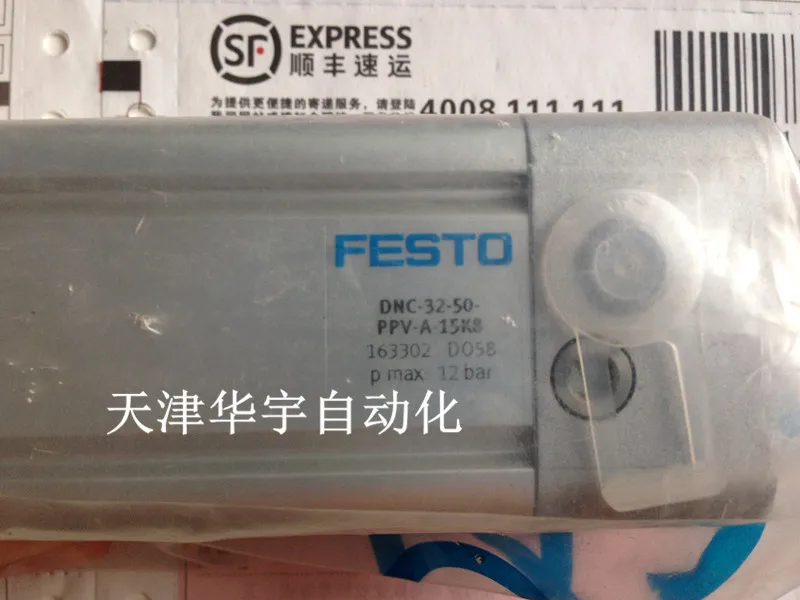 SF EXPRESS
顺丰速运
为了提供更便捷的寄递服务，请登陆
4008 111 111
FESTO
DNC-32-50-
PPV-A-15K8
163302 D058
p max: 12 bar
天津华宇自动化